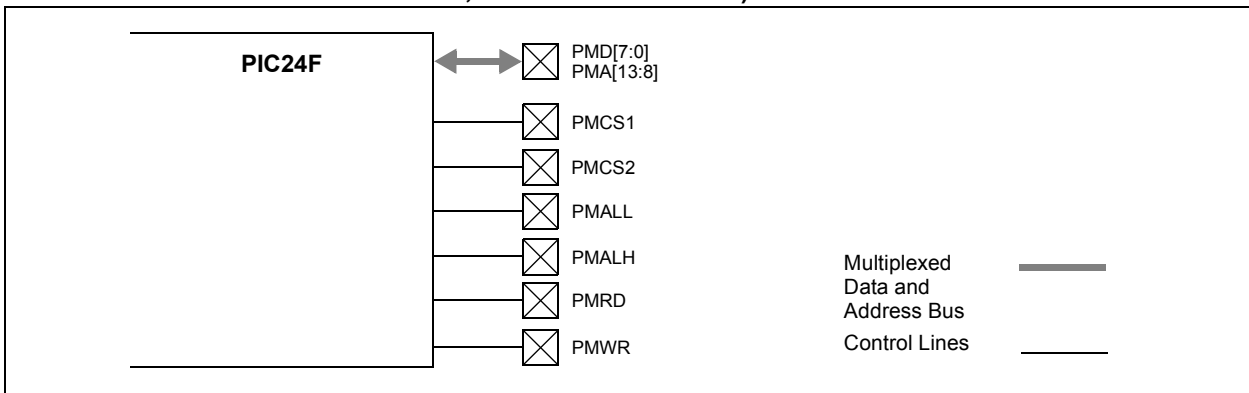 PIC24F
PMD[7:0]
PMA[13:8]
PMCS1
PMCS2
PMALL
PMALH
PMRD
PMWR
Multiplexed
Data and
Address Bus
Control Lines